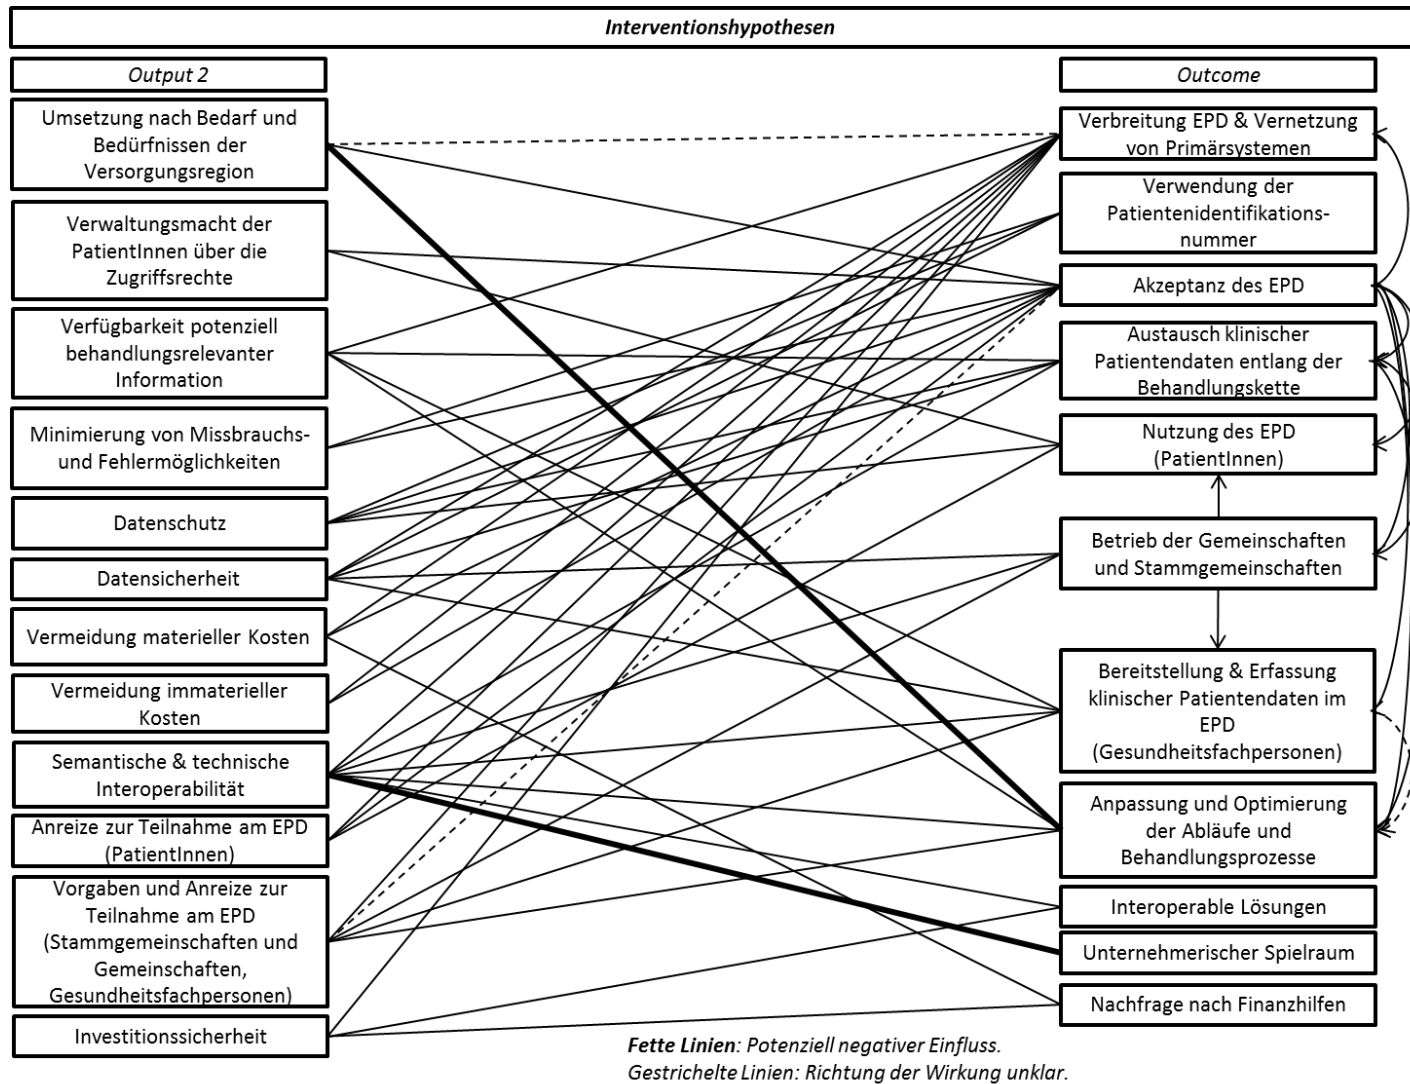 Interventionshypothesen
Output 2
Umsetzung nach Bedarf und
Bedürfnissen der
Versorgungsregion
Verwaltungsmacht der
PatientInnen über die
Zugriffsrechte
Verfügbarkeit potenziell
behandlungsrelevanter
Information
Minimierung von Missbrauchs-
und Fehlermöglichkeiten
Datenschutz
Datensicherheit
Vermeidung materieller Kosten
Vermeidung immaterieller
Kosten
Semantische & technische
Interoperabilität
Anreize zur Teilnahme am EPD
(PatientInnen)
Vorgaben und Anreize zur
Teilnahme am EPD
(Stammgemeinschaften und
Gemeinschaften,
Gesundheitsfachpersonen)
Investitionssicherheit
Outcome
Verbreitung EPD & Vernetzung
von Primärsystemen
Verwendung der
Patientenidentifikations-
nummer
Akzeptanz des EPD
Austausch klinischer
Patientendaten entlang der
Behandlungskette
Nutzung des EPD
(PatientInnen)
Betrieb der Gemeinschaften
und Stammgemeinschaften
Bereitstellung & Erfassung
klinischer Patientendaten im
EPD
(Gesundheitsfachpersonen)
Anpassung und Optimierung
der Abläufe und
Behandlungsprozesse
Interoperable Lösungen
Unternehmerischer Spielraum
Nachfrage nach Finanzhilfen
Fette Linien: Potenziell negativer Einfluss.
Gestrichelte Linien: Richtung der Wirkung unklar.